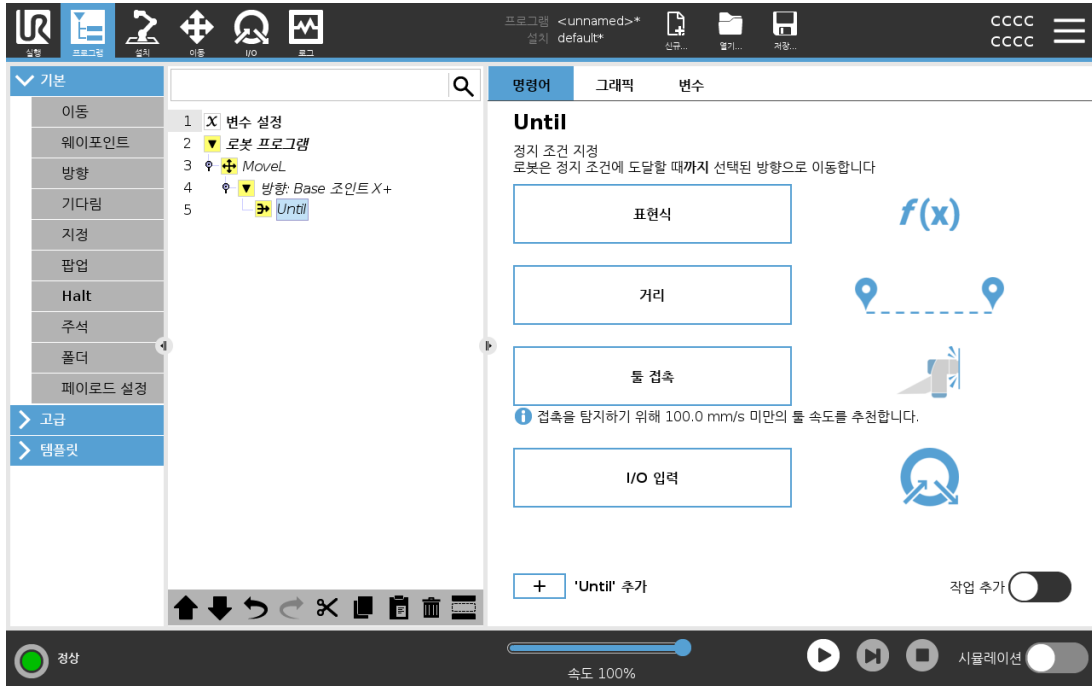 UR
실행
프로그램
설치
이동
I/O
로그
프로그램 <unnamed>*
설치 default*
신규...
열기...
저장...
CCCC
CCCC
기본
이동
웨이포인트
방향
기다림
지정
팝업
Halt
주석
폴더
페이로드 설정
고급
템플릿
1 X 변수 설정
2 로봇 프로그램
3 MoveL
4 방향: Base 조인트 X+
5 Until
명령어 그래픽 변수
Until
정지 조건 지정
로봇은 정지 조건에 도달할 때까지 선택된 방향으로 이동합니다
표현식
f(x)
거리
툴 접촉
접촉을 탐지하기 위해 100.0 mm/s 미만의 툴 속도를 추천합니다.
I/O 입력
+ 'Until' 추가
작업 추가
정상
속도 100%
시뮬레이션